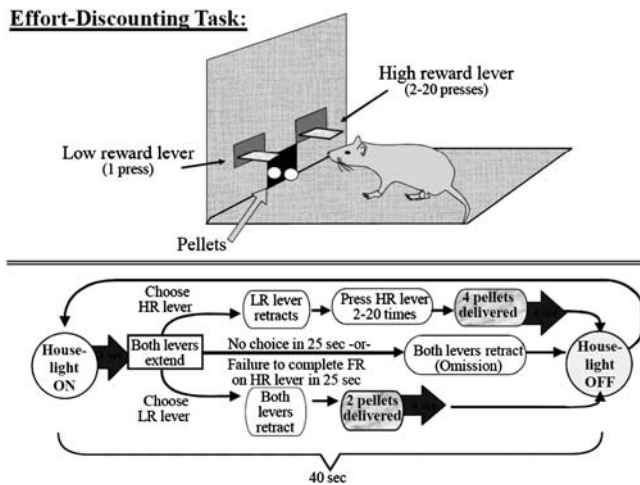 Effort-Discounting Task:
High reward lever
(2-20 presses)
Low reward lever
(1 press)
Pellets
Choose
HR lever
LR lever
retracts
Press HR lever
2-20 times
4 pellets
delivered
House-
light
ON
Both levers
extend
No choice in 25 sec -or-
Failure to complete FR
on HR lever in 25 sec
Both levers retract
(Omission)
House-
light
OFF
Choose
LR lever
Both
levers
retract
2 pellets
delivered
40 sec